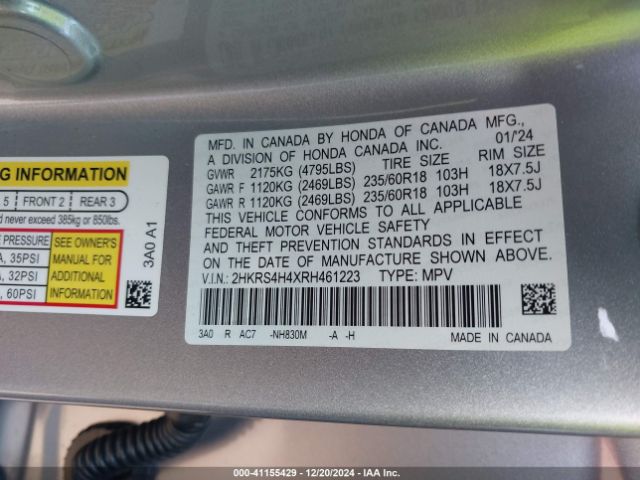 MFD. IN CANADA BY HONDA OF CANADA MFG.,
A DIVISION OF HONDA CANADA INC. 01/'24
GVWR 2175KG (4795LBS) TIRE SIZE RIM SIZE
GAWR F 1120KG (2469LBS) 235/60R18 103H 18X7.5J
GAWR R 1120KG (2469LBS) 235/60R18 103H 18X7.5J
THIS VEHICLE CONFORMS TO ALL APPLICABLE
FEDERAL MOTOR VEHICLE SAFETY
AND THEFT PREVENTION STANDARDS IN EFFECT
ON THE DATE OF MANUFACTURE SHOWN ABOVE.
V.I.N.: 2HKRS4H4XRH461223 TYPE: MPV
3A0 R AC7 -NH830M -A -H MADE IN CANADA
NG INFORMATION
5 FRONT 2 REAR 3
d never exceed 385kg or 850lbs.
PRESSURE
35PSI
32PSI
60PSI
SEE OWNER'S
MANUAL FOR
ADDITIONAL
INFORMATION
3A0 A1
000-41155429 - 12/20/2024 - IAA Inc.